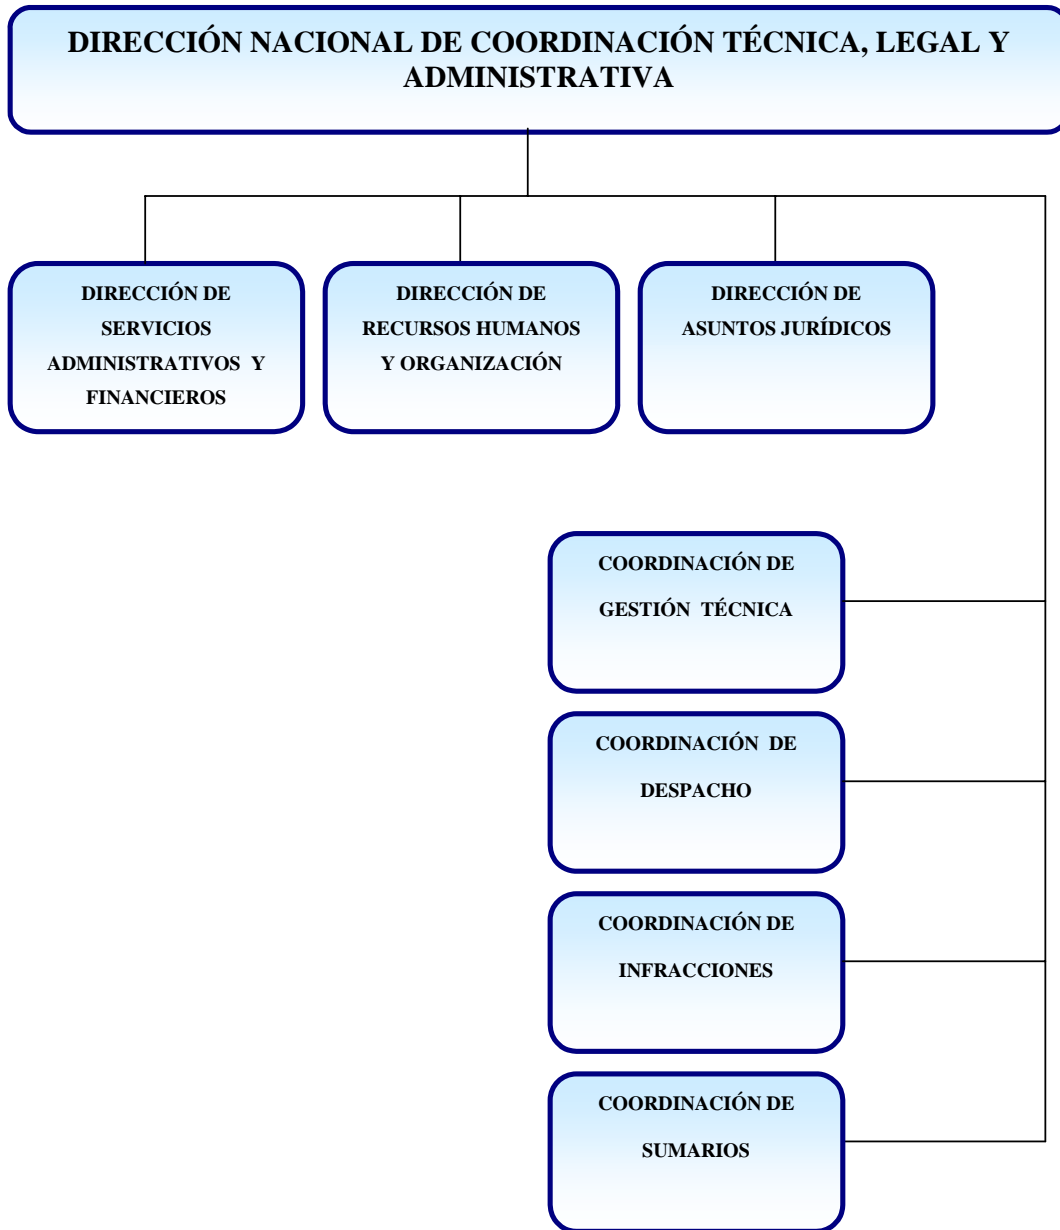 DIRECCIÓN NACIONAL DE COORDINACIÓN TÉCNICA, LEGAL Y
ADMINISTRATIVA
DIRECCIÓN DE
SERVICIOS
ADMINISTRATIVOS Y
FINANCIEROS
DIRECCIÓN DE
RECURSOS HUMANOS
Y ORGANIZACIÓN
DIRECCIÓN DE
ASUNTOS JURÍDICOS
COORDINACIÓN DE
GESTIÓN TÉCNICA
COORDINACIÓN DE
DESPACHO
COORDINACIÓN DE
INFRACCIONES
COORDINACIÓN DE
SUMARIOS